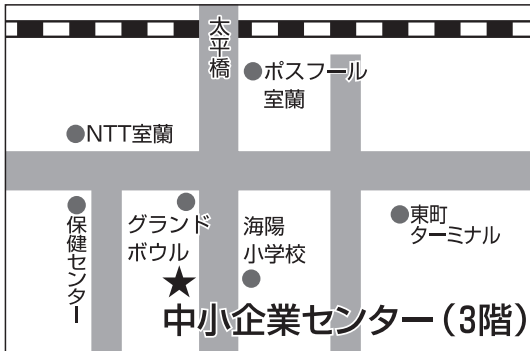 太平橋
ポスフール
室蘭
NTT室蘭
保健センター
グランド
ボウル
海陽
小学校
東町
ターミナル
中小企業センター(3階)